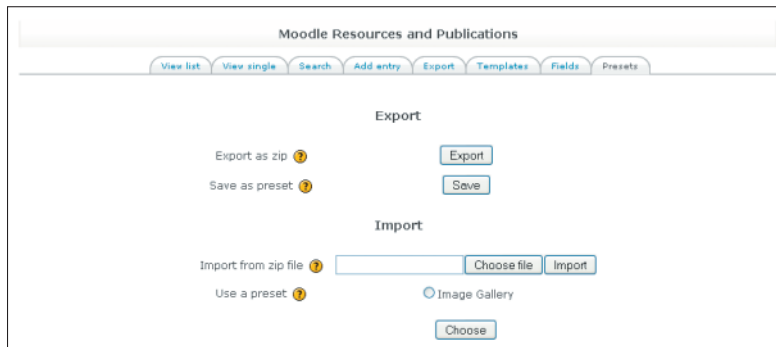 Moodle Resources and Publications
View list View single Search Add entry Export Templates Fields Presets
Export
Export as zip ? Export
Save as preset ? Save
Import
Import from zip file ? Choose file Import
Use a preset ? Image Gallery
Choose